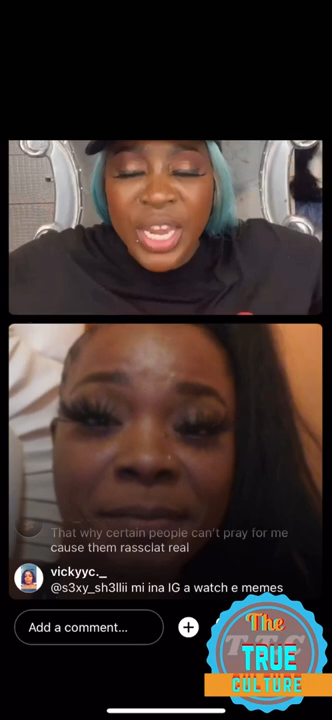 That why certain people can't pray for me
cause them rassclat real
vickyyc._
@s3xy_sh3llii mi ina IG a watch e memes
Add a comment...
The
TTC
TRUE
CULTURE